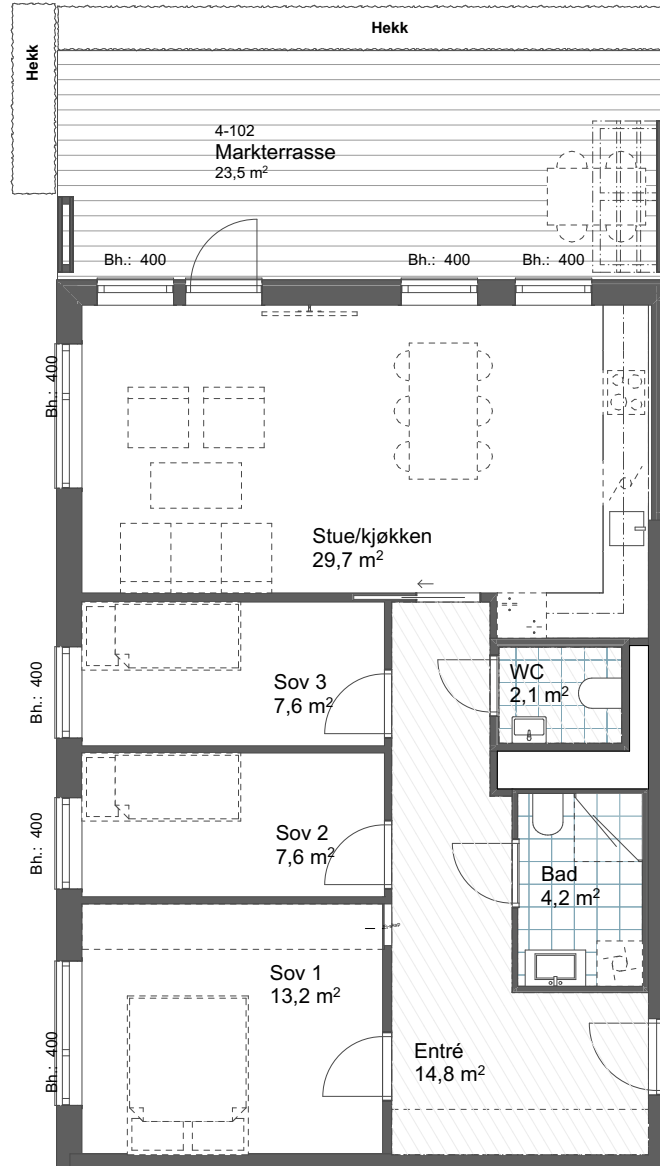 Hekk
Hekk
4-102
Markterrasse
23,5 m²
Bh.: 400
Bh.: 400
Bh.: 400
Bh.: 400
Stue/kjøkken
29,7 m²
Bh.: 400
Sov 3
7,6 m²
WC
2,1 m²
Bh.: 400
Sov 2
7,6 m²
Bad
4,2 m²
Sov 1
13,2 m²
Bh.: 400
Entré
14,8 m²